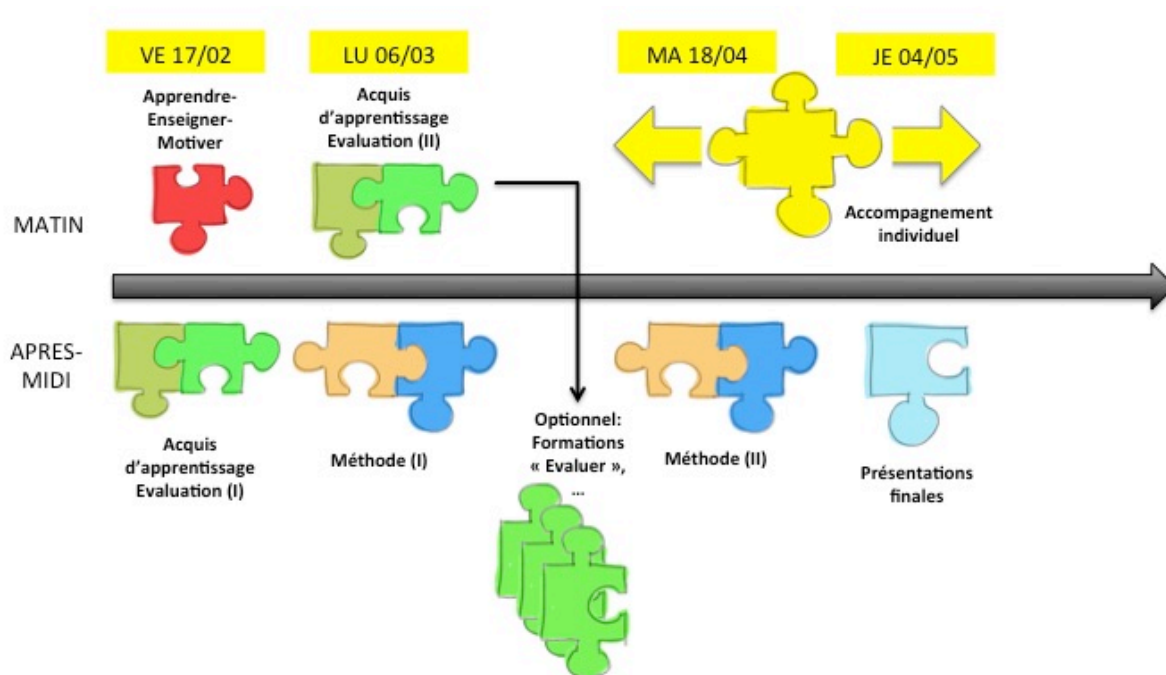 VE 17/02
LU 06/03
MA 18/04
JE 04/05
Apprendre-
Enseigner-
Motiver
Acquis
d'apprentissage
Evaluation (II)
MATIN
Accompagnement
individuel
APRES-
MIDI
Acquis
d'apprentissage
Evaluation (I)
Méthode (I)
Optionnel:
Formations
« Evaluer »,
...
Méthode (II)
Présentations
finales